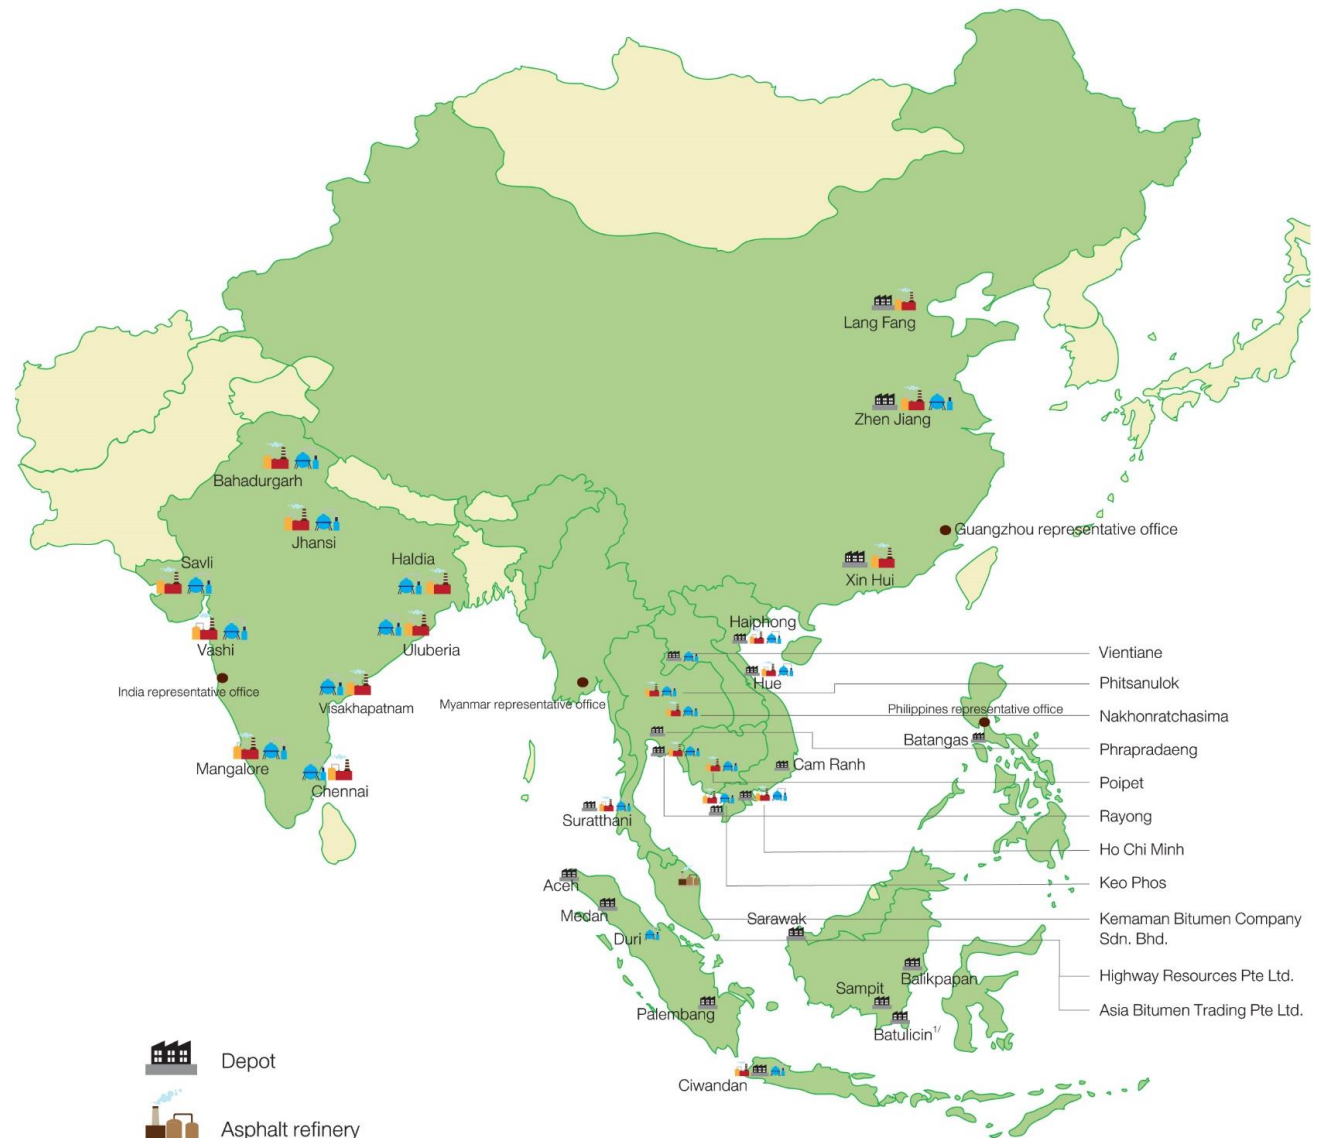 Lang Fang
Zhen Jiang
Bahadurgarh
Guangzhou representative office
Jhansi
Savli
Haldia
Xin Hui
Haiphong
Vashi
Uluberia
Vientiane
Hue
Phitsanulok
India representative office
Visakhapatnam
Myanmar representative office
Philippines representative office
Nakhonratchasima
Batangas
Phrapradaeng
Mangalore
Cam Ranh
Chennai
Poipet
Suratthani
Rayong
Ho Chi Minh
Aceh
Keo Phos
Medan
Sarawak
Kemaman Bitumen Company
Sdn. Bhd.
Duri
Balikpapan
Highway Resources Pte Ltd.
Sampit
Palembang
Asia Bitumen Trading Pte Ltd.
Batulicin1/
Depot
Ciwandan
Asphalt refinery